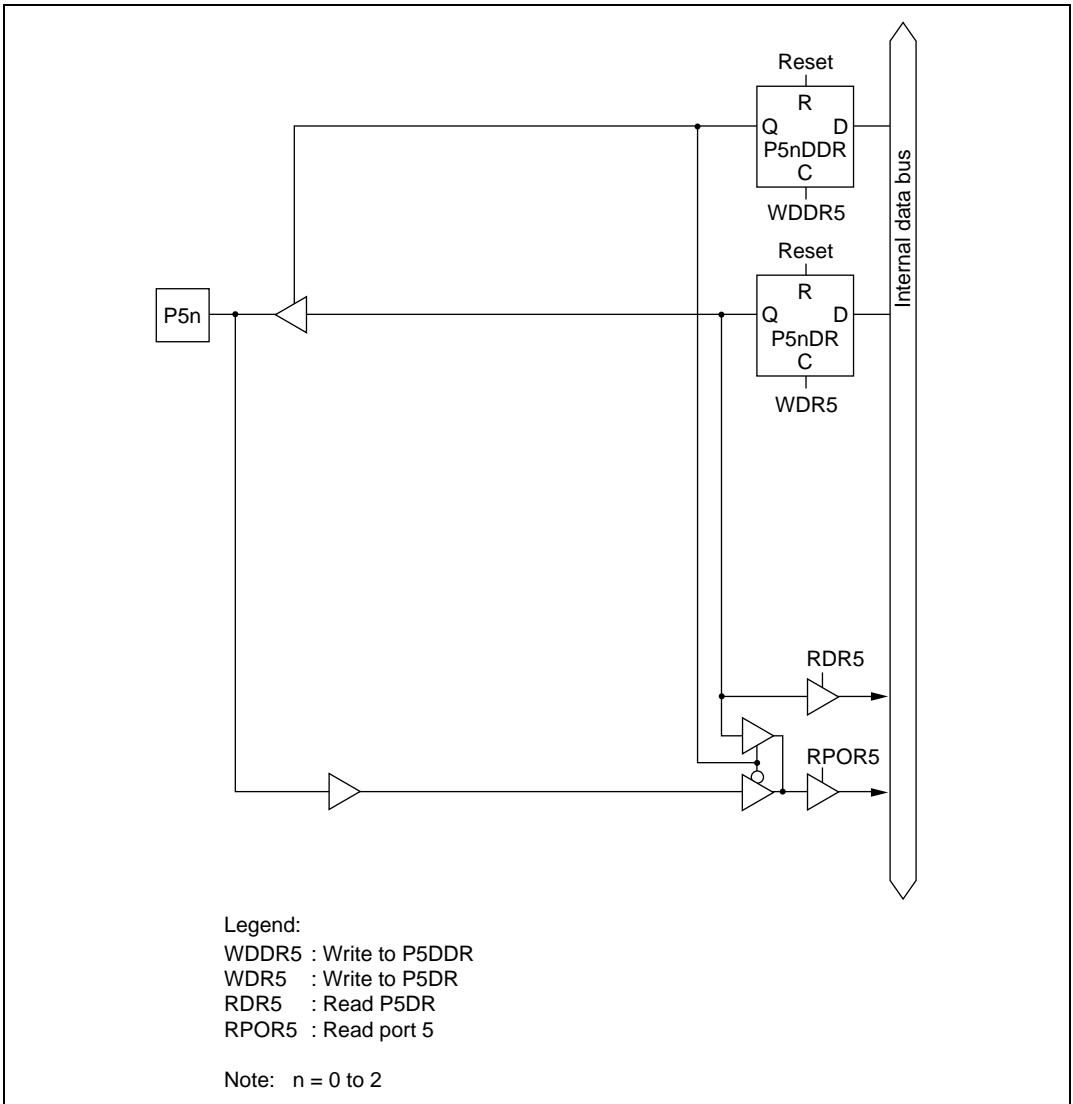 Reset
R
Q D
P5nDDR
C
WDDR5
Internal data bus
Reset
R
P5n
Q D
P5nDR
C
WDR5
RDR5
RPOR5
Legend:
WDDR5 : Write to P5DDR
WDR5 : Write to P5DR
RDR5 : Read P5DR
RPOR5 : Read port 5
Note: n = 0 to 2